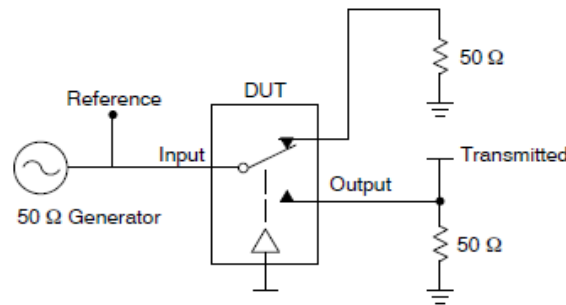 50 Ω
Reference
DUT
Input
Transmitted
Output
50 Ω Generator
50 Ω